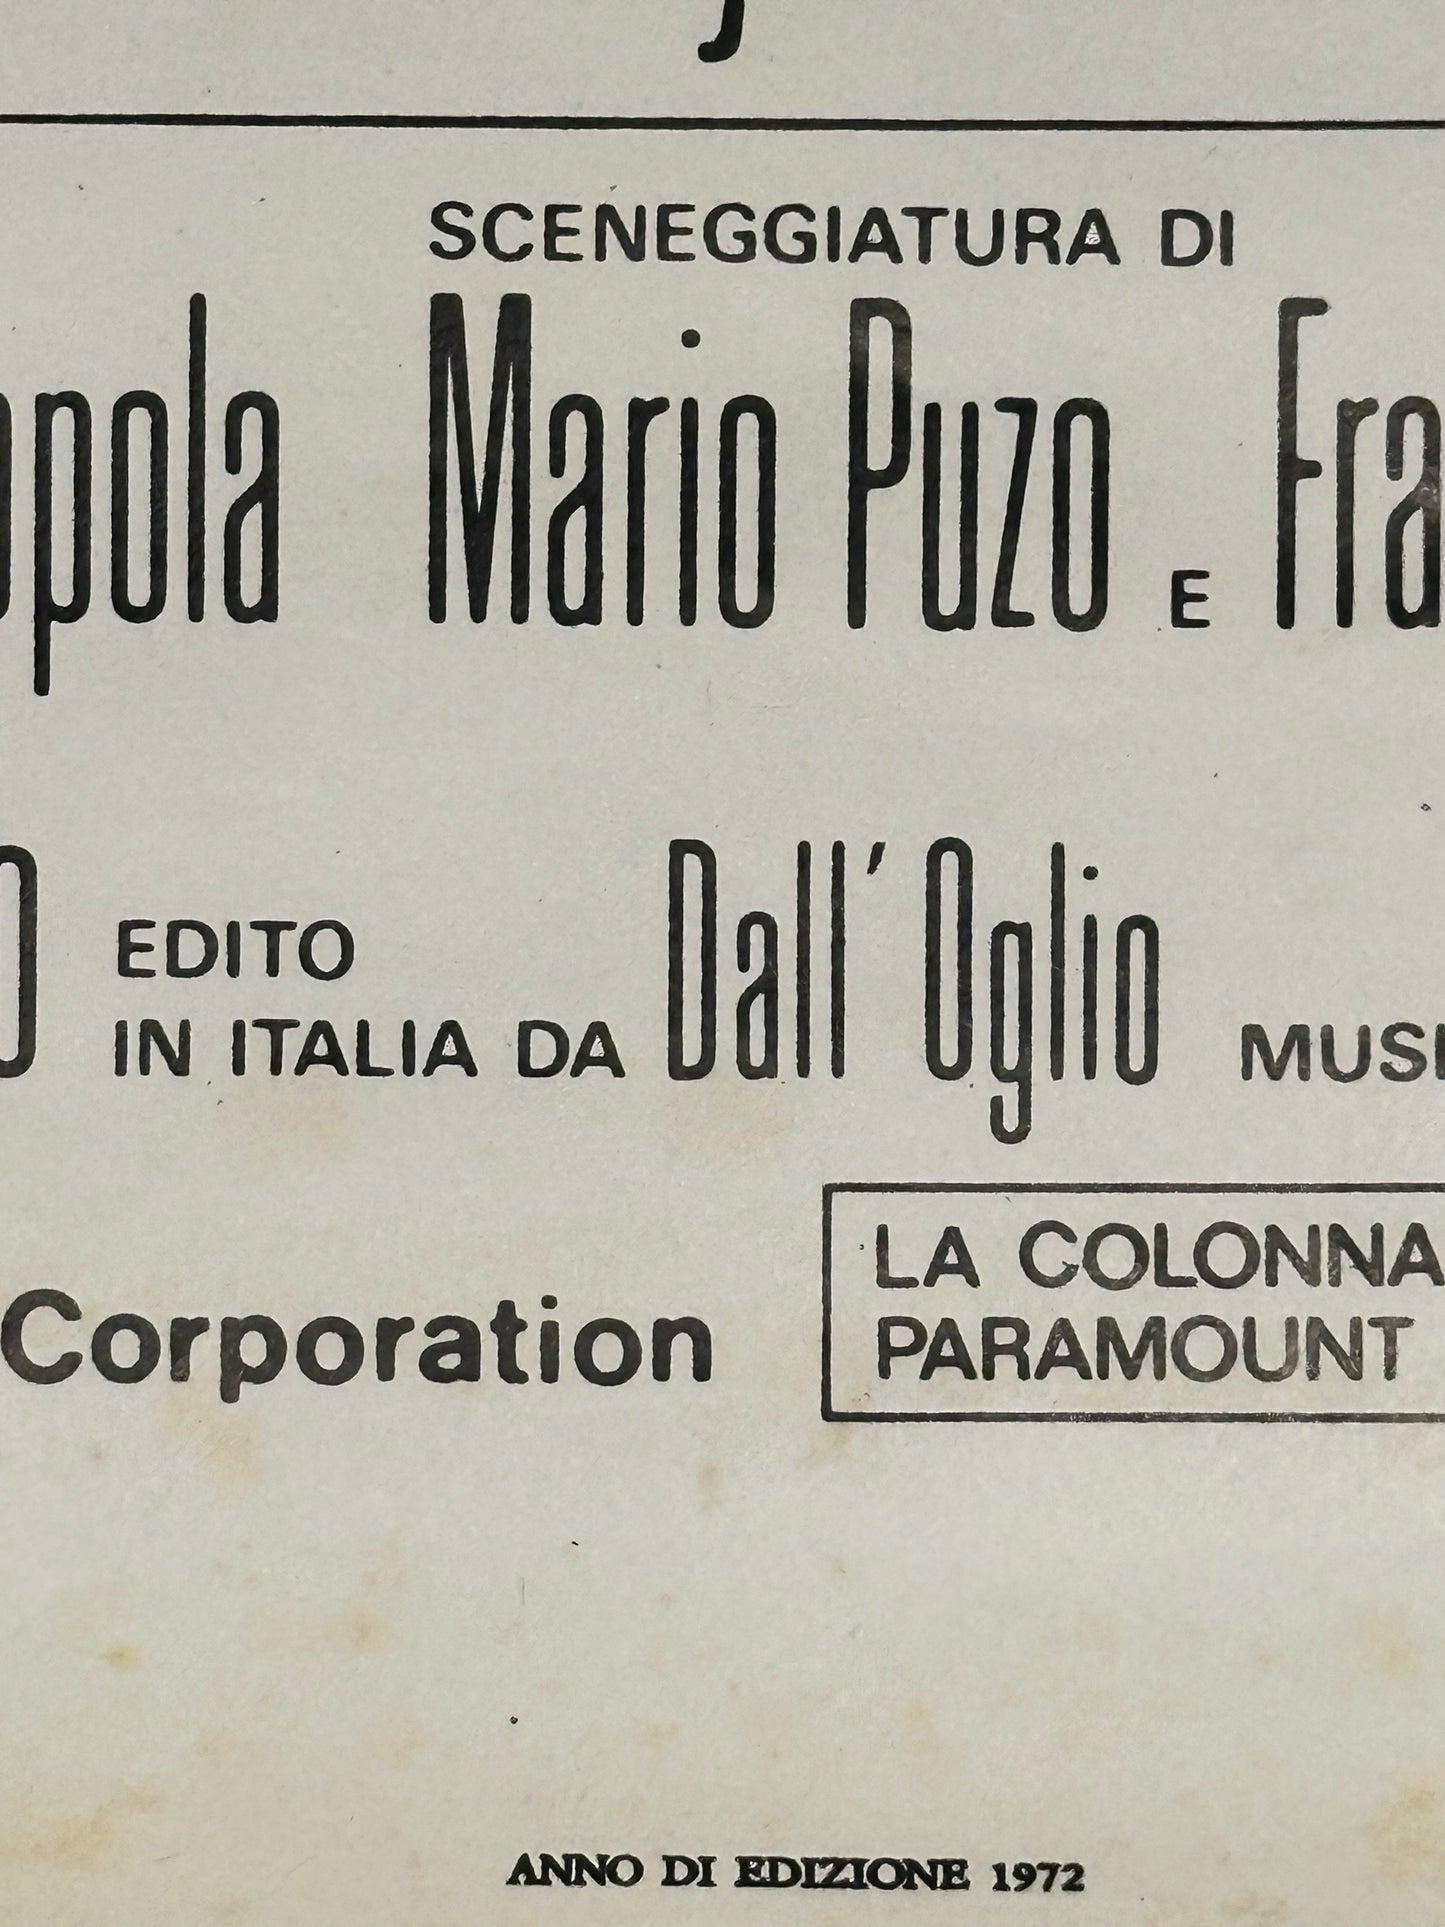 SCENEGGIATURA DI
ppola Mario Puzo E Fra
O EDITO
IN ITALIA DA Dall'Oglio MUSI
Corporation
LA COLONNA
PARAMOUNT
ANNO DI EDIZIONE 1972